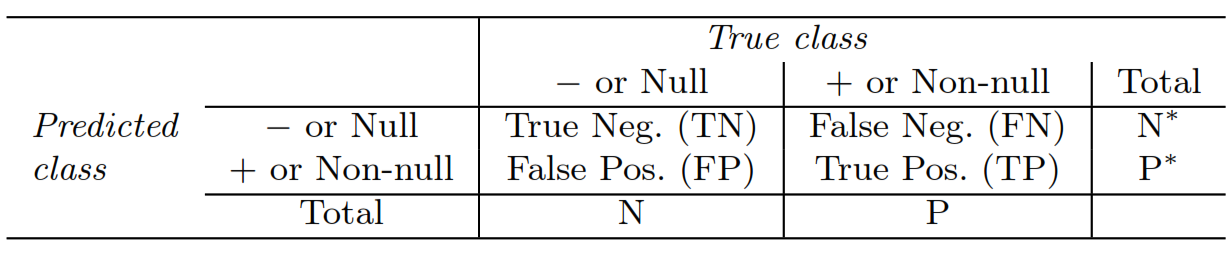 True class
− or Null + or Non-null Total
Predicted − or Null True Neg. (TN) False Neg. (FN) N*
class + or Non-null False Pos. (FP) True Pos. (TP) P*
Total N P